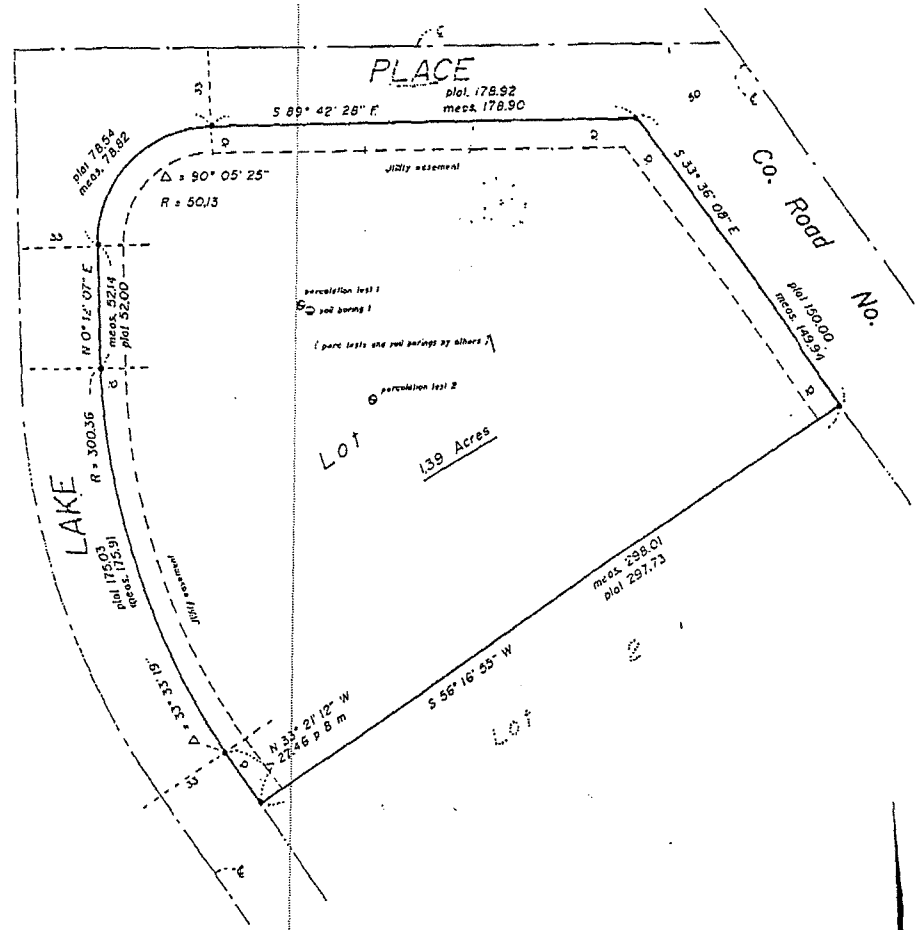 ℄
PLACE
plat. 178.92
meas. 178.90
S 89° 42' 28" E
33
50
℄
Co. Road No.
plat 78.54
meas. 78.82
Δ = 90° 05' 25"
R = 50.13
Utility easement
S 33° 36' 08" E
plat 150.00
meas. 149.94
33
N 0° 12' 07" E
meas. 52.14
plat 52.00
percolation test 1
soil boring 1
( perc tests and soil borings by others )
percolation test 2
Lot
1.39 Acres
R = 300.36
LAKE
plat 175.03
meas. 175.91
Utility easement
Δ = 33° 33' 19"
meas. 298.01
plat 297.73
S 56° 16' 55" W
Lot 2
N 33° 21' 12" W
27.46 p & m
33
℄